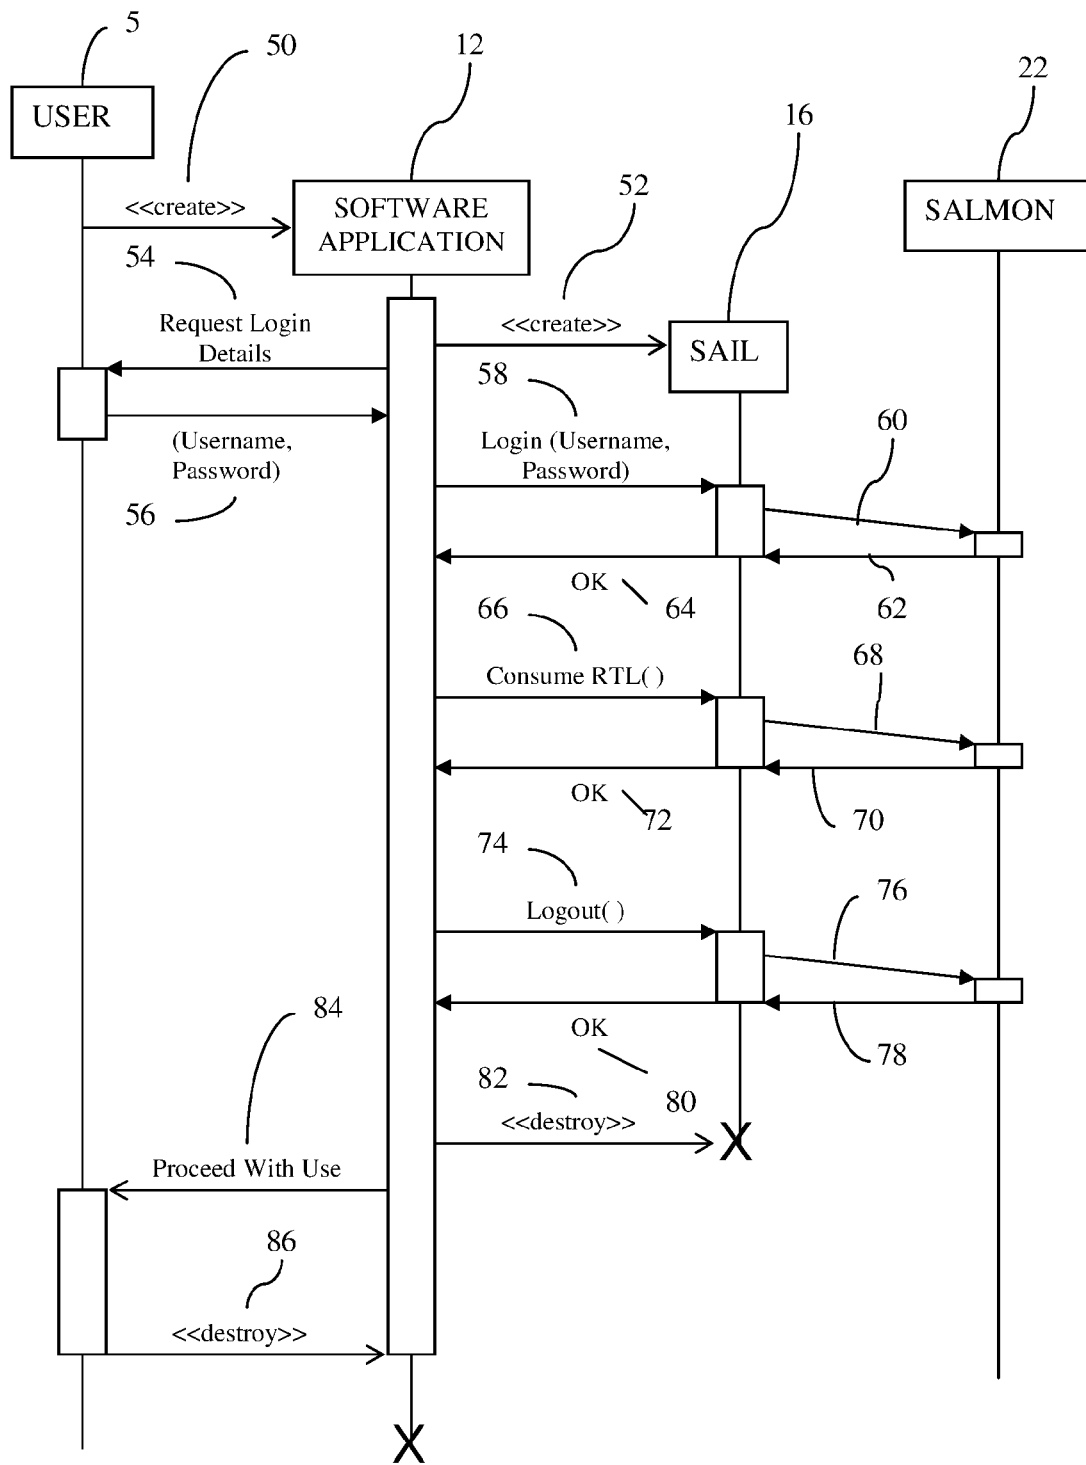 5
50
12
22
16
USER
SOFTWARE
APPLICATION
SALMON
52
<<create>>
54
<<create>>
Request Login
Details
SAIL
58
(Username,
Password)
Login (Username,
Password)
60
56
OK
64
62
66
68
Consume RTL( )
OK
72
70
74
76
Logout( )
84
OK
78
82
80
<<destroy>>
Proceed With Use
86
<<destroy>>